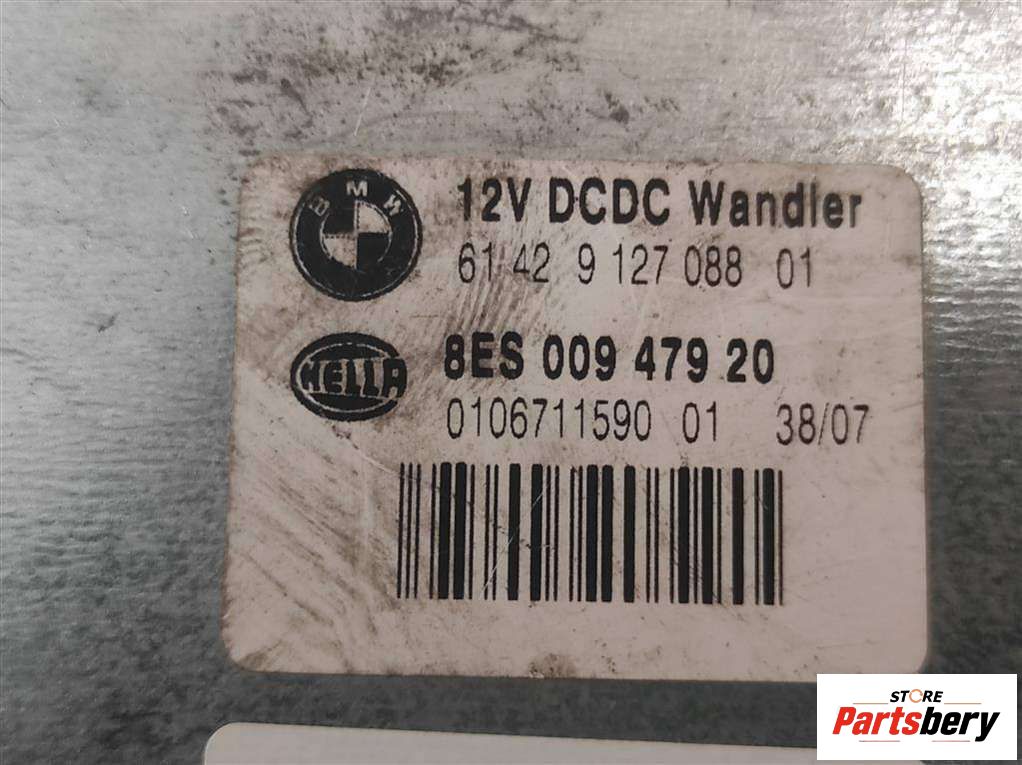 BMW
12V DCDC Wandler
61 42 9 127 088 01
HELLA
8ES 009 479 20
0106711590 01 38/07
STORE
Partsbery